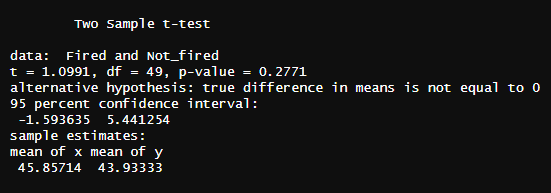 Two Sample t-test
data:  Fired and Not_fired
t = 1.0991, df = 49, p-value = 0.2771
alternative hypothesis: true difference in means is not equal to 0
95 percent confidence interval:
 -1.593635  5.441254
sample estimates:
mean of x mean of y
 45.85714  43.93333